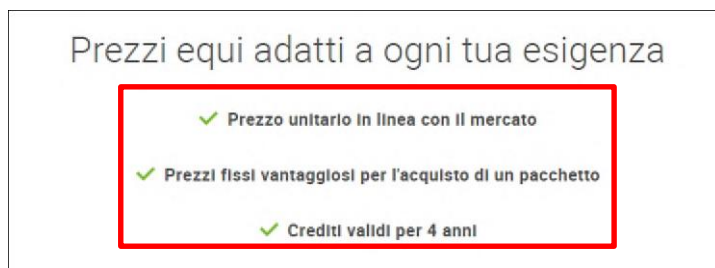 Prezzi equi adatti a ogni tua esigenza
Prezzo unitario in linea con il mercato
Prezzi fissi vantaggiosi per l'acquisto di un pacchetto
Crediti validi per 4 anni